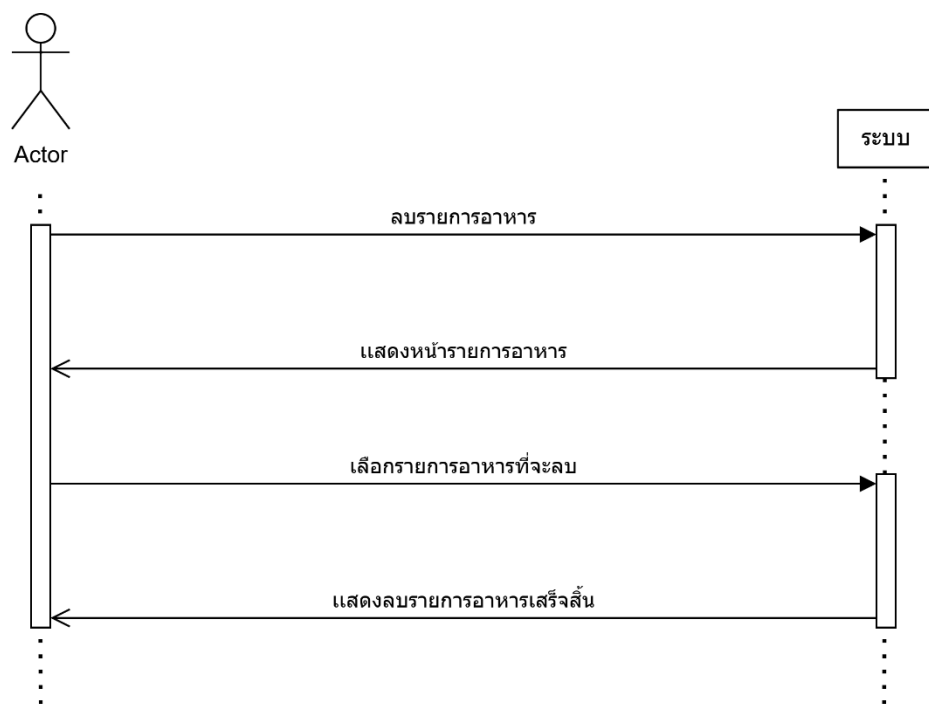 Actor
ระบบ
ลบรายการอาหาร
แสดงหน้ารายการอาหาร
เลือกรายการอาหารที่จะลบ
แสดงลบรายการอาหารเสร็จสิ้น